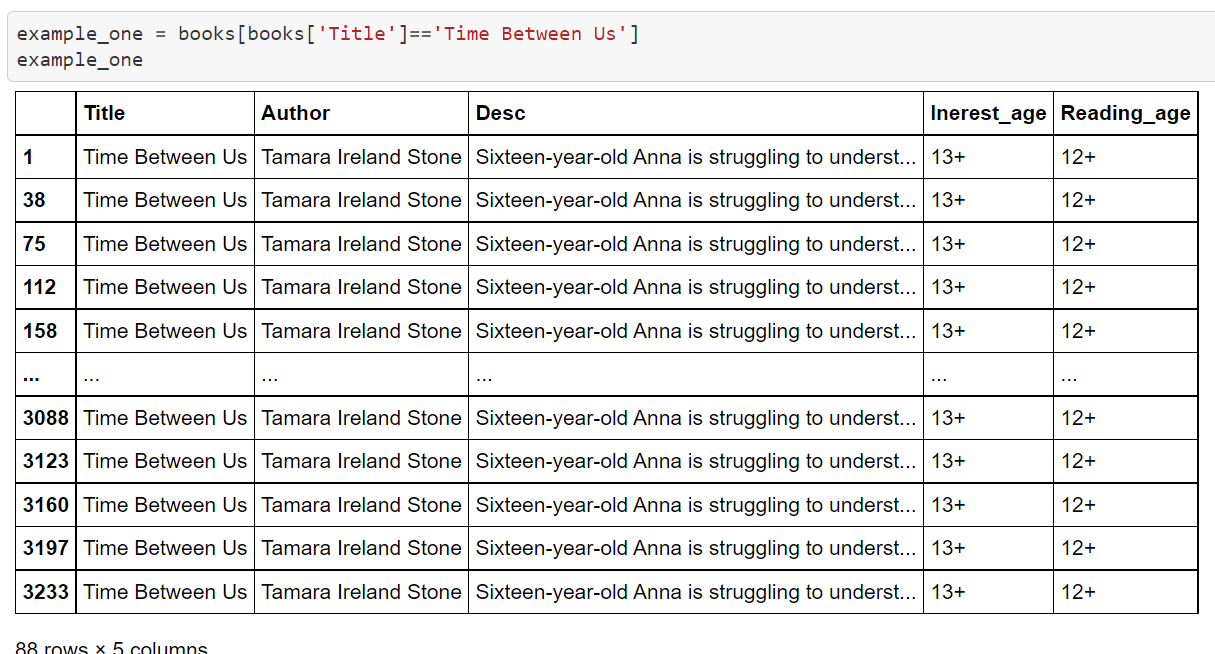 example_one = books[books['Title']=='Time Between Us']
example_one
Title Author Desc Inerest_age Reading_age
1 Time Between Us Tamara Ireland Stone Sixteen-year-old Anna is struggling to underst... 13+ 12+
38 Time Between Us Tamara Ireland Stone Sixteen-year-old Anna is struggling to underst... 13+ 12+
75 Time Between Us Tamara Ireland Stone Sixteen-year-old Anna is struggling to underst... 13+ 12+
112 Time Between Us Tamara Ireland Stone Sixteen-year-old Anna is struggling to underst... 13+ 12+
158 Time Between Us Tamara Ireland Stone Sixteen-year-old Anna is struggling to underst... 13+ 12+
... ... ... ... ... ...
3088 Time Between Us Tamara Ireland Stone Sixteen-year-old Anna is struggling to underst... 13+ 12+
3123 Time Between Us Tamara Ireland Stone Sixteen-year-old Anna is struggling to underst... 13+ 12+
3160 Time Between Us Tamara Ireland Stone Sixteen-year-old Anna is struggling to underst... 13+ 12+
3197 Time Between Us Tamara Ireland Stone Sixteen-year-old Anna is struggling to underst... 13+ 12+
3233 Time Between Us Tamara Ireland Stone Sixteen-year-old Anna is struggling to underst... 13+ 12+
88 rows × 5 columns